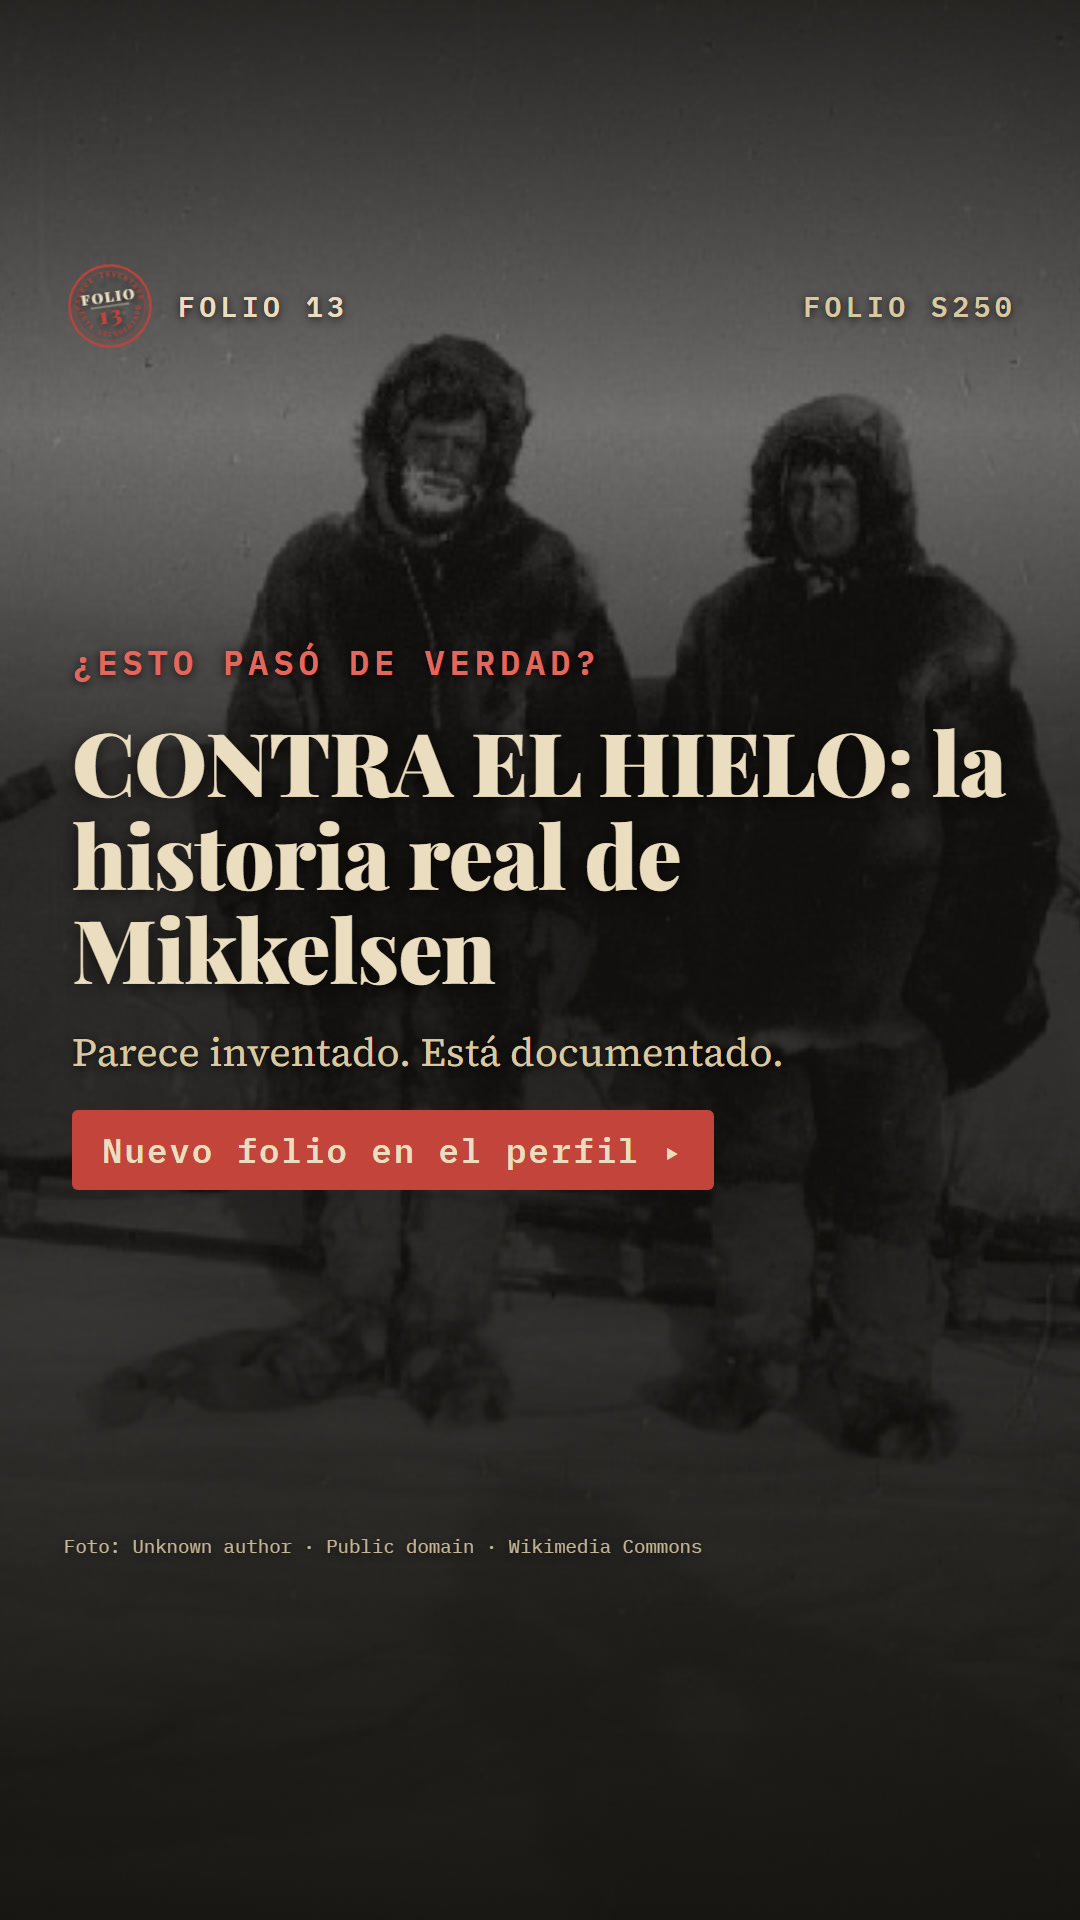 FOLIO
13
FOLIO 13
FOLIO S250
¿ESTO PASÓ DE VERDAD?
CONTRA EL HIELO: la
historia real de
Mikkelsen
Parece inventado. Está documentado.
Nuevo folio en el perfil ▸
Foto: Unknown author · Public domain · Wikimedia Commons